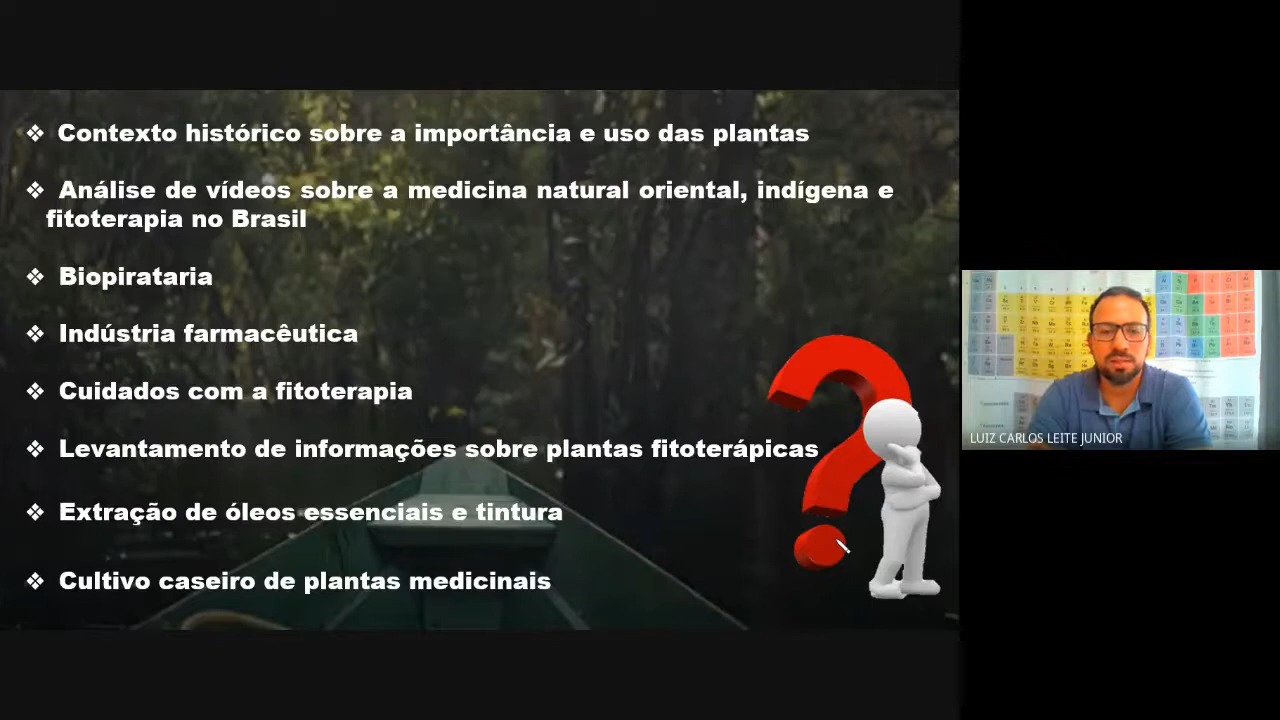 ❖ Contexto histórico sobre a importância e uso das plantas
❖ Análise de vídeos sobre a medicina natural oriental, indígena e
fitoterapia no Brasil
❖ Biopirataria
❖ Indústria farmacêutica
❖ Cuidados com a fitoterapia
❖ Levantamento de informações sobre plantas fitoterápicas
❖ Extração de óleos essenciais e tintura
❖ Cultivo caseiro de plantas medicinais
LUIZ CARLOS LEITE JUNIOR